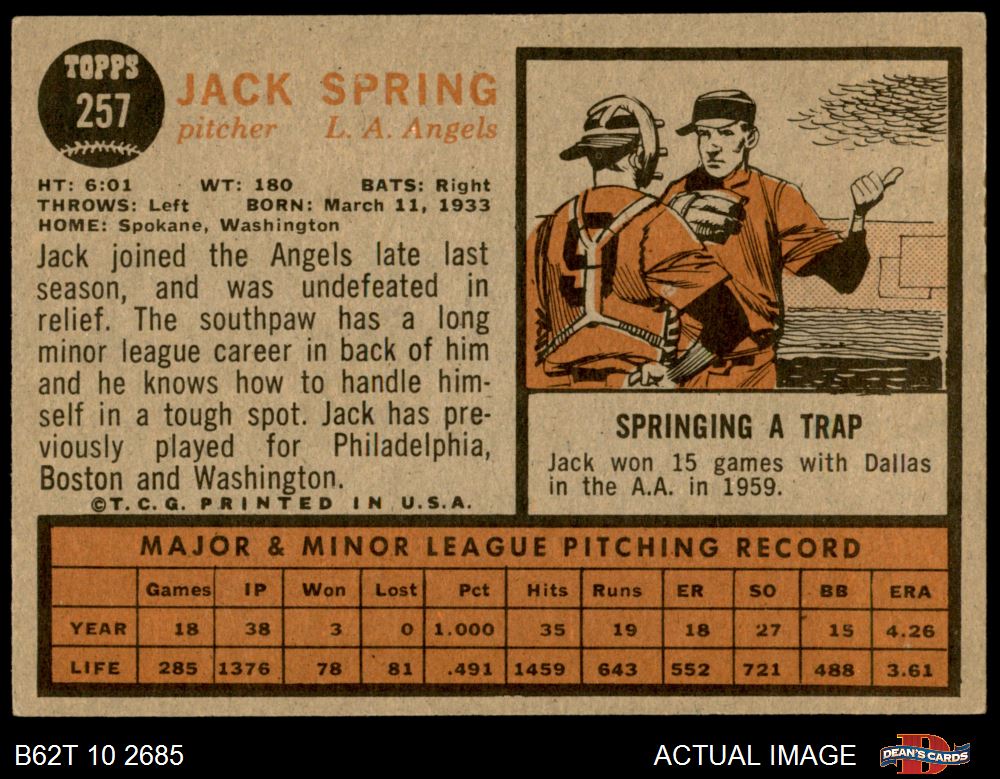 TOPPS
257
JACK SPRING
pitcher L. A. Angels
HT: 6:01 WT: 180 BATS: Right
THROWS: Left BORN: March 11, 1933
HOME: Spokane, Washington
Jack joined the Angels late last
season, and was undefeated in
relief. The southpaw has a long
minor league career in back of him
and he knows how to handle him-
self in a tough spot. Jack has pre-
viously played for Philadelphia,
Boston and Washington.
©T. C. G. PRINTED IN U.S.A.
SPRINGING A TRAP
Jack won 15 games with Dallas
in the A.A. in 1959.
MAJOR & MINOR LEAGUE PITCHING RECORD
Games IP Won Lost Pct Hits Runs ER SO BB ERA
YEAR 18 38 3 0 1.000 35 19 18 27 15 4.26
LIFE 285 1376 78 81 .491 1459 643 552 721 488 3.61
B62T 10 2685 ACTUAL IMAGE DEAN'S CARDS